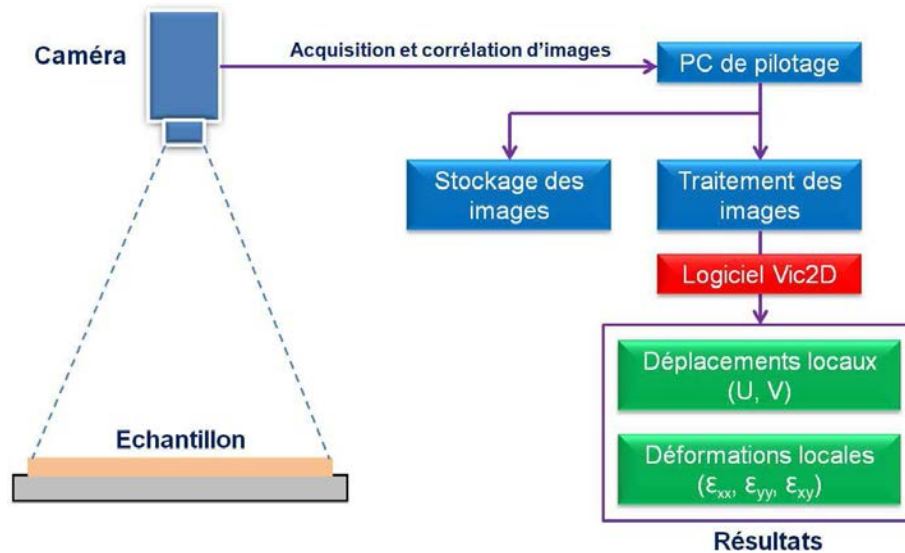 Caméra
Acquisition et corrélation d'images
PC de pilotage
Stockage des
images
Traitement des
images
Logiciel Vic2D
Déplacements locaux
(U, V)
Echantillon
Déformations locales
(εxx, εyy, εxy)
Résultats